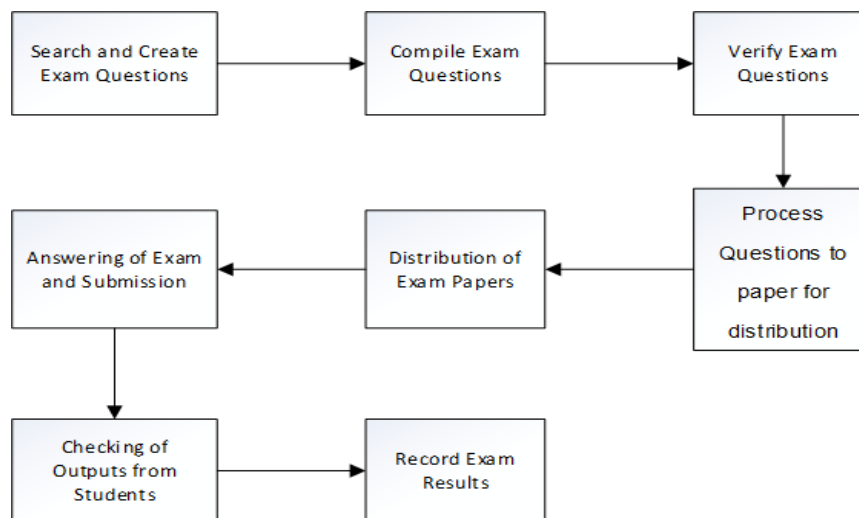 Search and Create
Exam Questions
Compile Exam
Questions
Verify Exam
Questions
Process
Questions to
paper for
distribution
Distribution of
Exam Papers
Answering of Exam
and Submission
Checking of
Outputs from
Students
Record Exam
Results